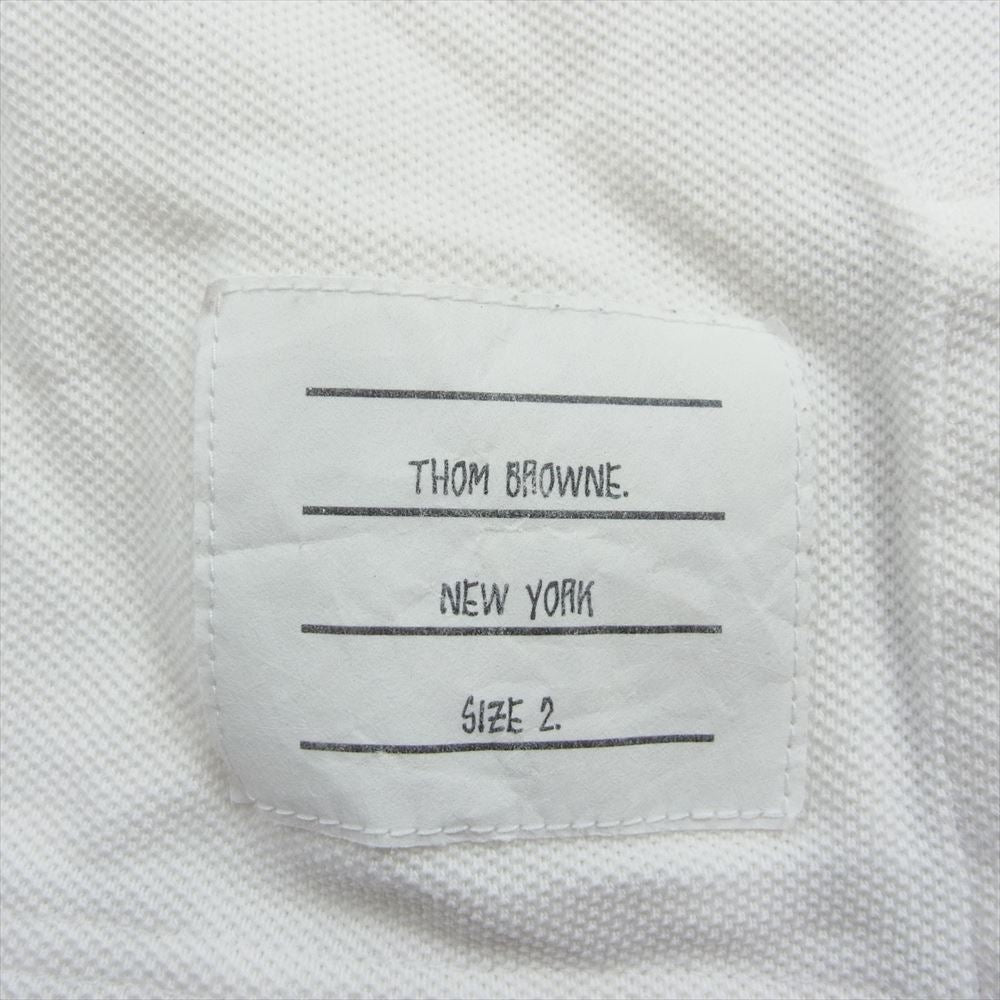 THOM BROWNE.
NEW YORK
SIZE 2.